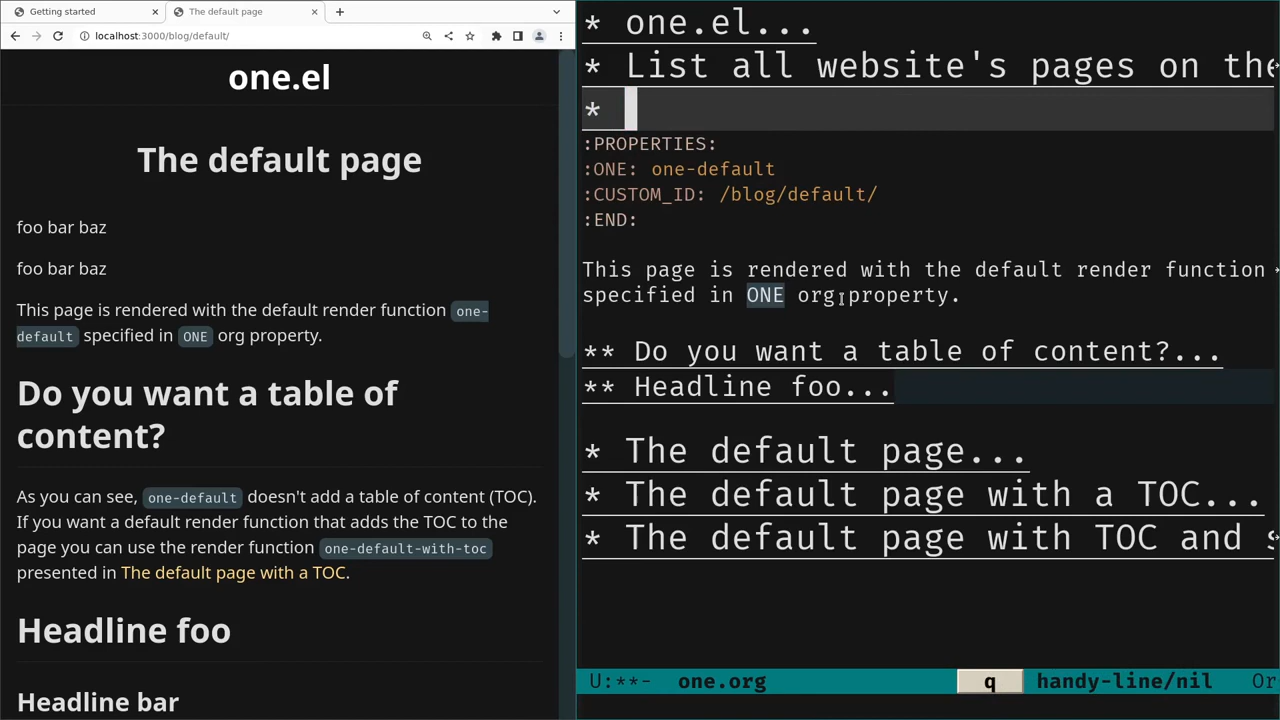 Getting started
The default page
localhost:3000/blog/default/
one.el
The default page
foo bar baz
foo bar baz
This page is rendered with the default render function one-
default specified in ONE org property.
Do you want a table of
content?
As you can see, one-default doesn't add a table of content (TOC).
If you want a default render function that adds the TOC to the
page you can use the render function one-default-with-toc
presented in The default page with a TOC.
Headline foo
Headline bar
* one.el...
* List all website's pages on the
*
:PROPERTIES:
:ONE: one-default
:CUSTOM_ID: /blog/default/
:END:
This page is rendered with the default render function
specified in ONE org property.
** Do you want a table of content?...
** Headline foo...
* The default page...
* The default page with a TOC...
* The default page with TOC and s
U:**- one.org q handy-line/nil Or